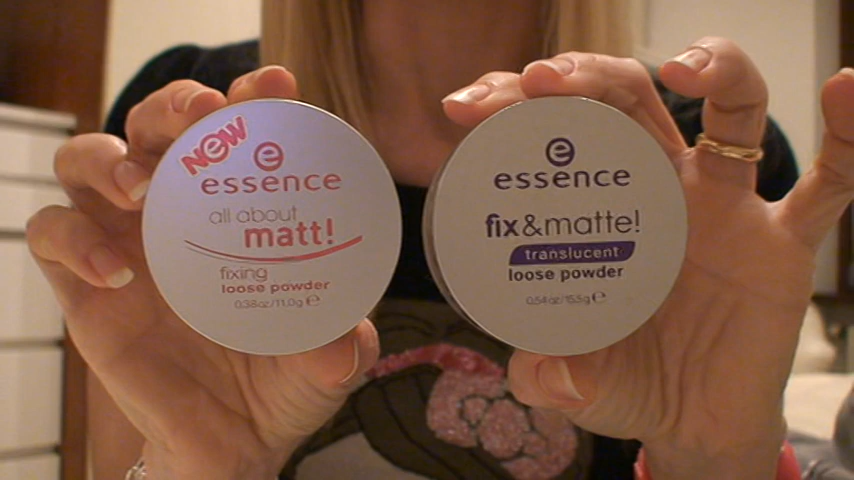 NEW
e
essence
all about
matt!
fixing
loose powder
0.38oz/11.0g e
e
essence
fix&matte!
translucent
loose powder
0.54oz/15.5g e